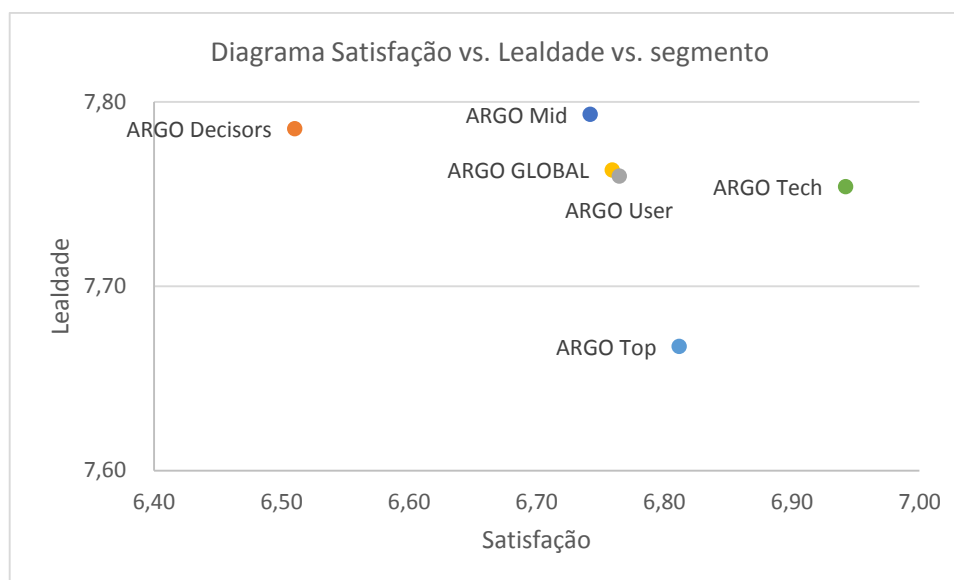 Diagrama Satisfação vs. Lealdade vs. segmento
7,80
ARGO Mid
ARGO Decisors
ARGO GLOBAL
ARGO Tech
ARGO User
Lealdade
7,70
ARGO Top
7,60
6,40 6,50 6,60 6,70 6,80 6,90 7,00
Satisfação